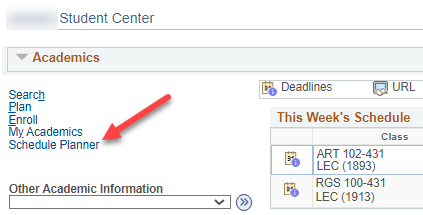 Student Center
Academics
Search
Plan
Enroll
My Academics
Schedule Planner
Other Academic Information
Deadlines
URL
This Week's Schedule
Class
ART 102-431
LEC (1893)
RGS 100-431
LEC (1913)